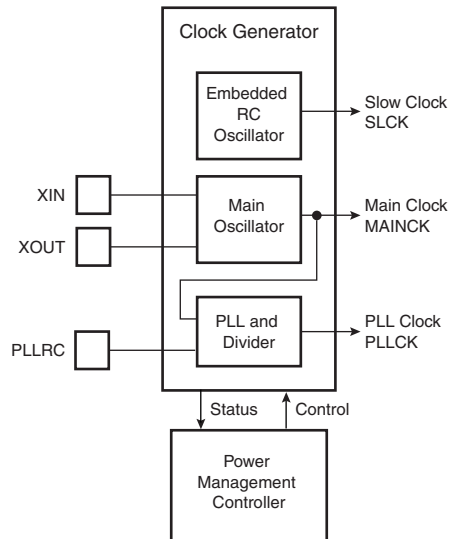 Clock Generator
Embedded
RC
Oscillator
Slow Clock
SLCK
XIN
Main
Oscillator
Main Clock
MAINCK
XOUT
PLL and
Divider
PLL Clock
PLLCK
PLLRC
Status
Control
Power
Management
Controller